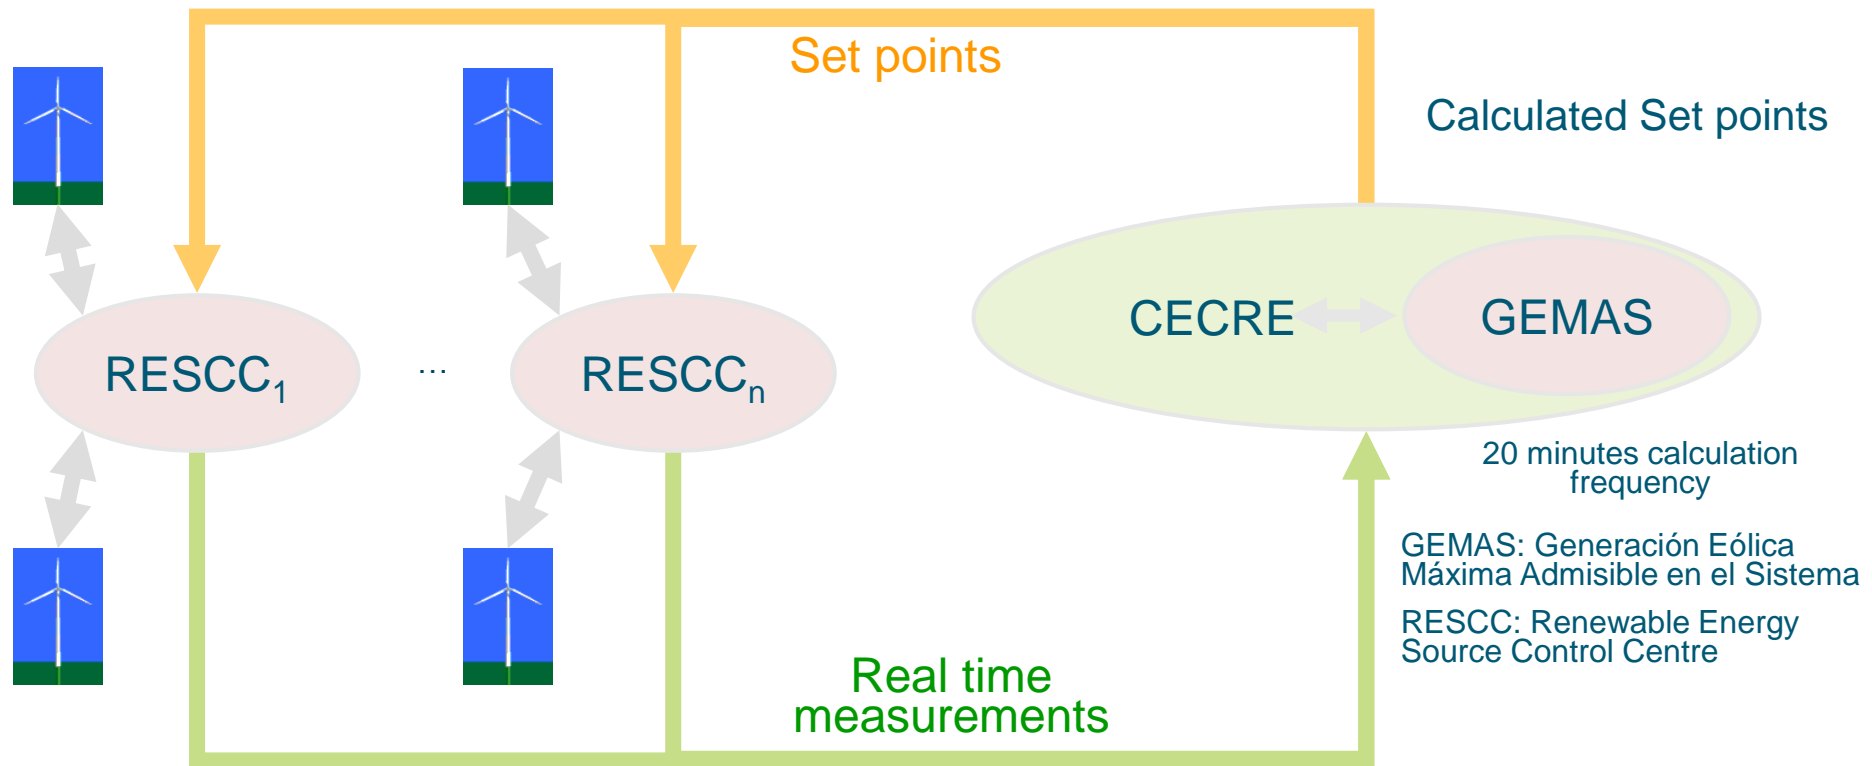 Set points
Calculated Set points
CECRE
GEMAS
RESCC1
...
RESCCn
20 minutes calculation
frequency
GEMAS: Generación Eólica
Máxima Admisible en el Sistema
RESCC: Renewable Energy
Source Control Centre
Real time
measurements